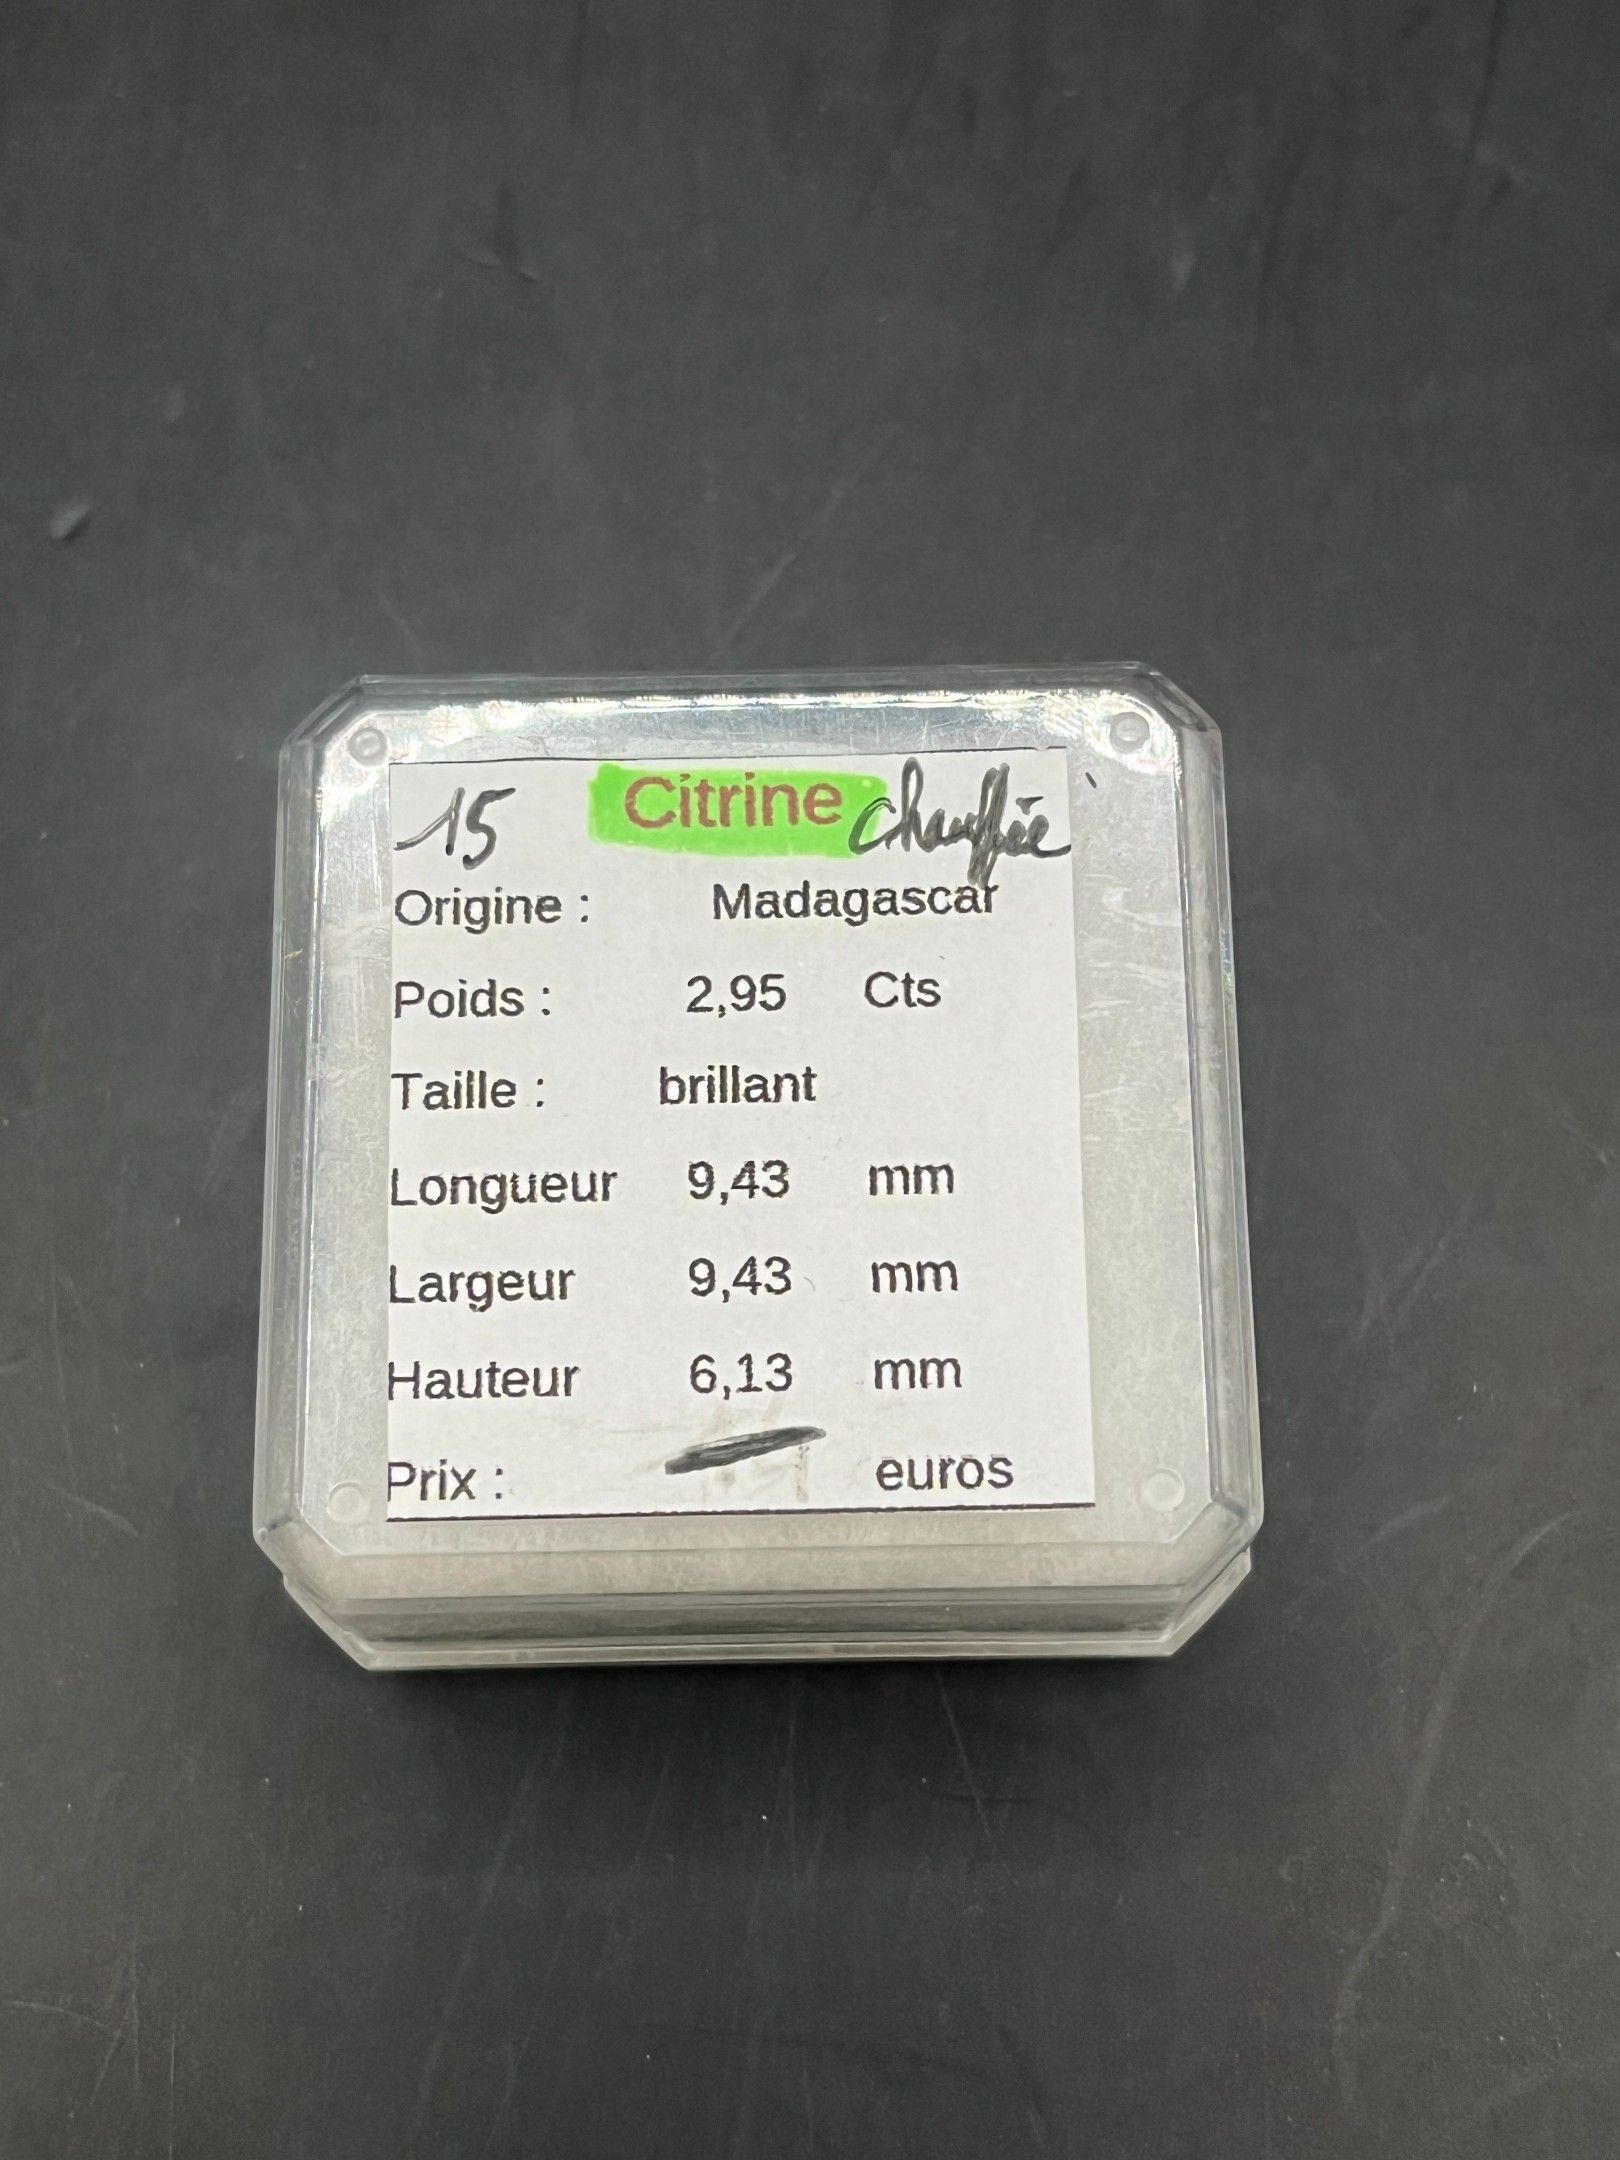 15 Citrine chauffée
Origine : Madagascar
Poids : 2,95 Cts
Taille : brillant
Longueur 9,43 mm
Largeur 9,43 mm
Hauteur 6,13 mm
Prix : euros